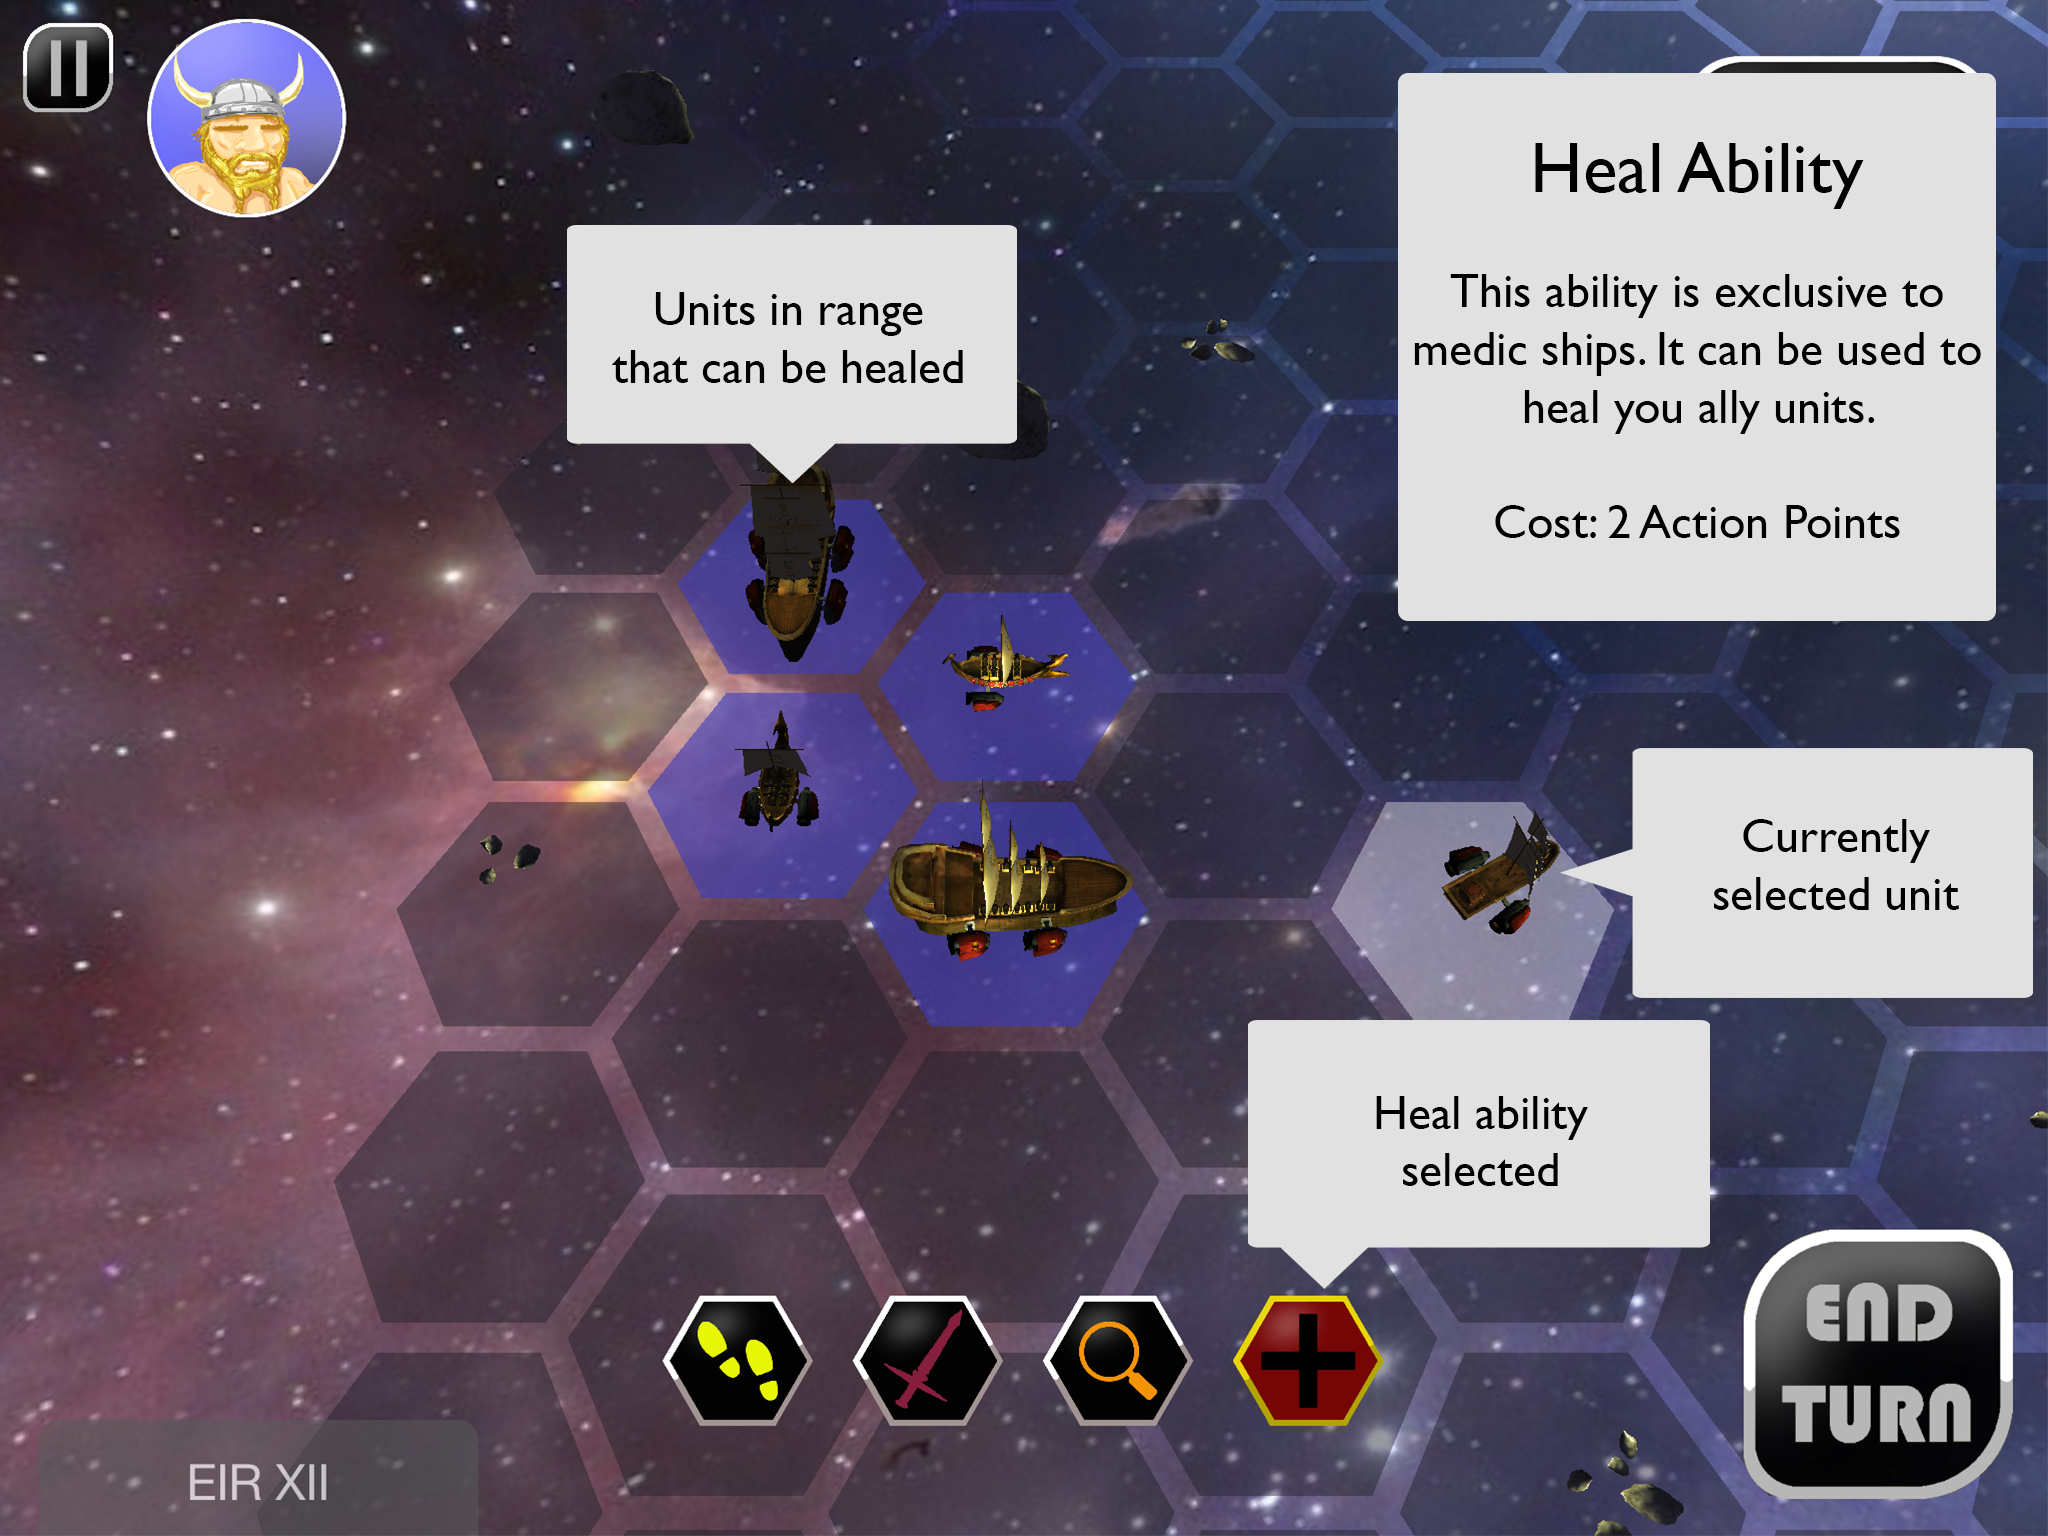 Heal Ability
This ability is exclusive to
medic ships. It can be used to
heal you ally units.
Cost: 2 Action Points
Units in range
that can be healed
Currently
selected unit
Heal ability
selected
END
TURN
EIR XII